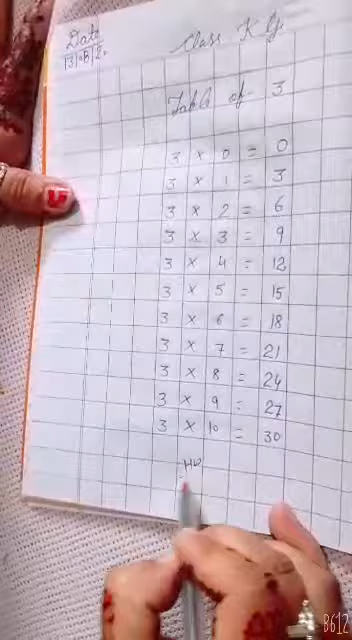 Date
Class K.G.
Table of 3
3 × 0 = 0
3 × 1 = 3
3 × 2 = 6
3 × 3 = 9
3 × 4 = 12
3 × 5 = 15
3 × 6 = 18
3 × 7 = 21
3 × 8 = 24
3 × 9 = 27
3 × 10 = 30
HW
B612